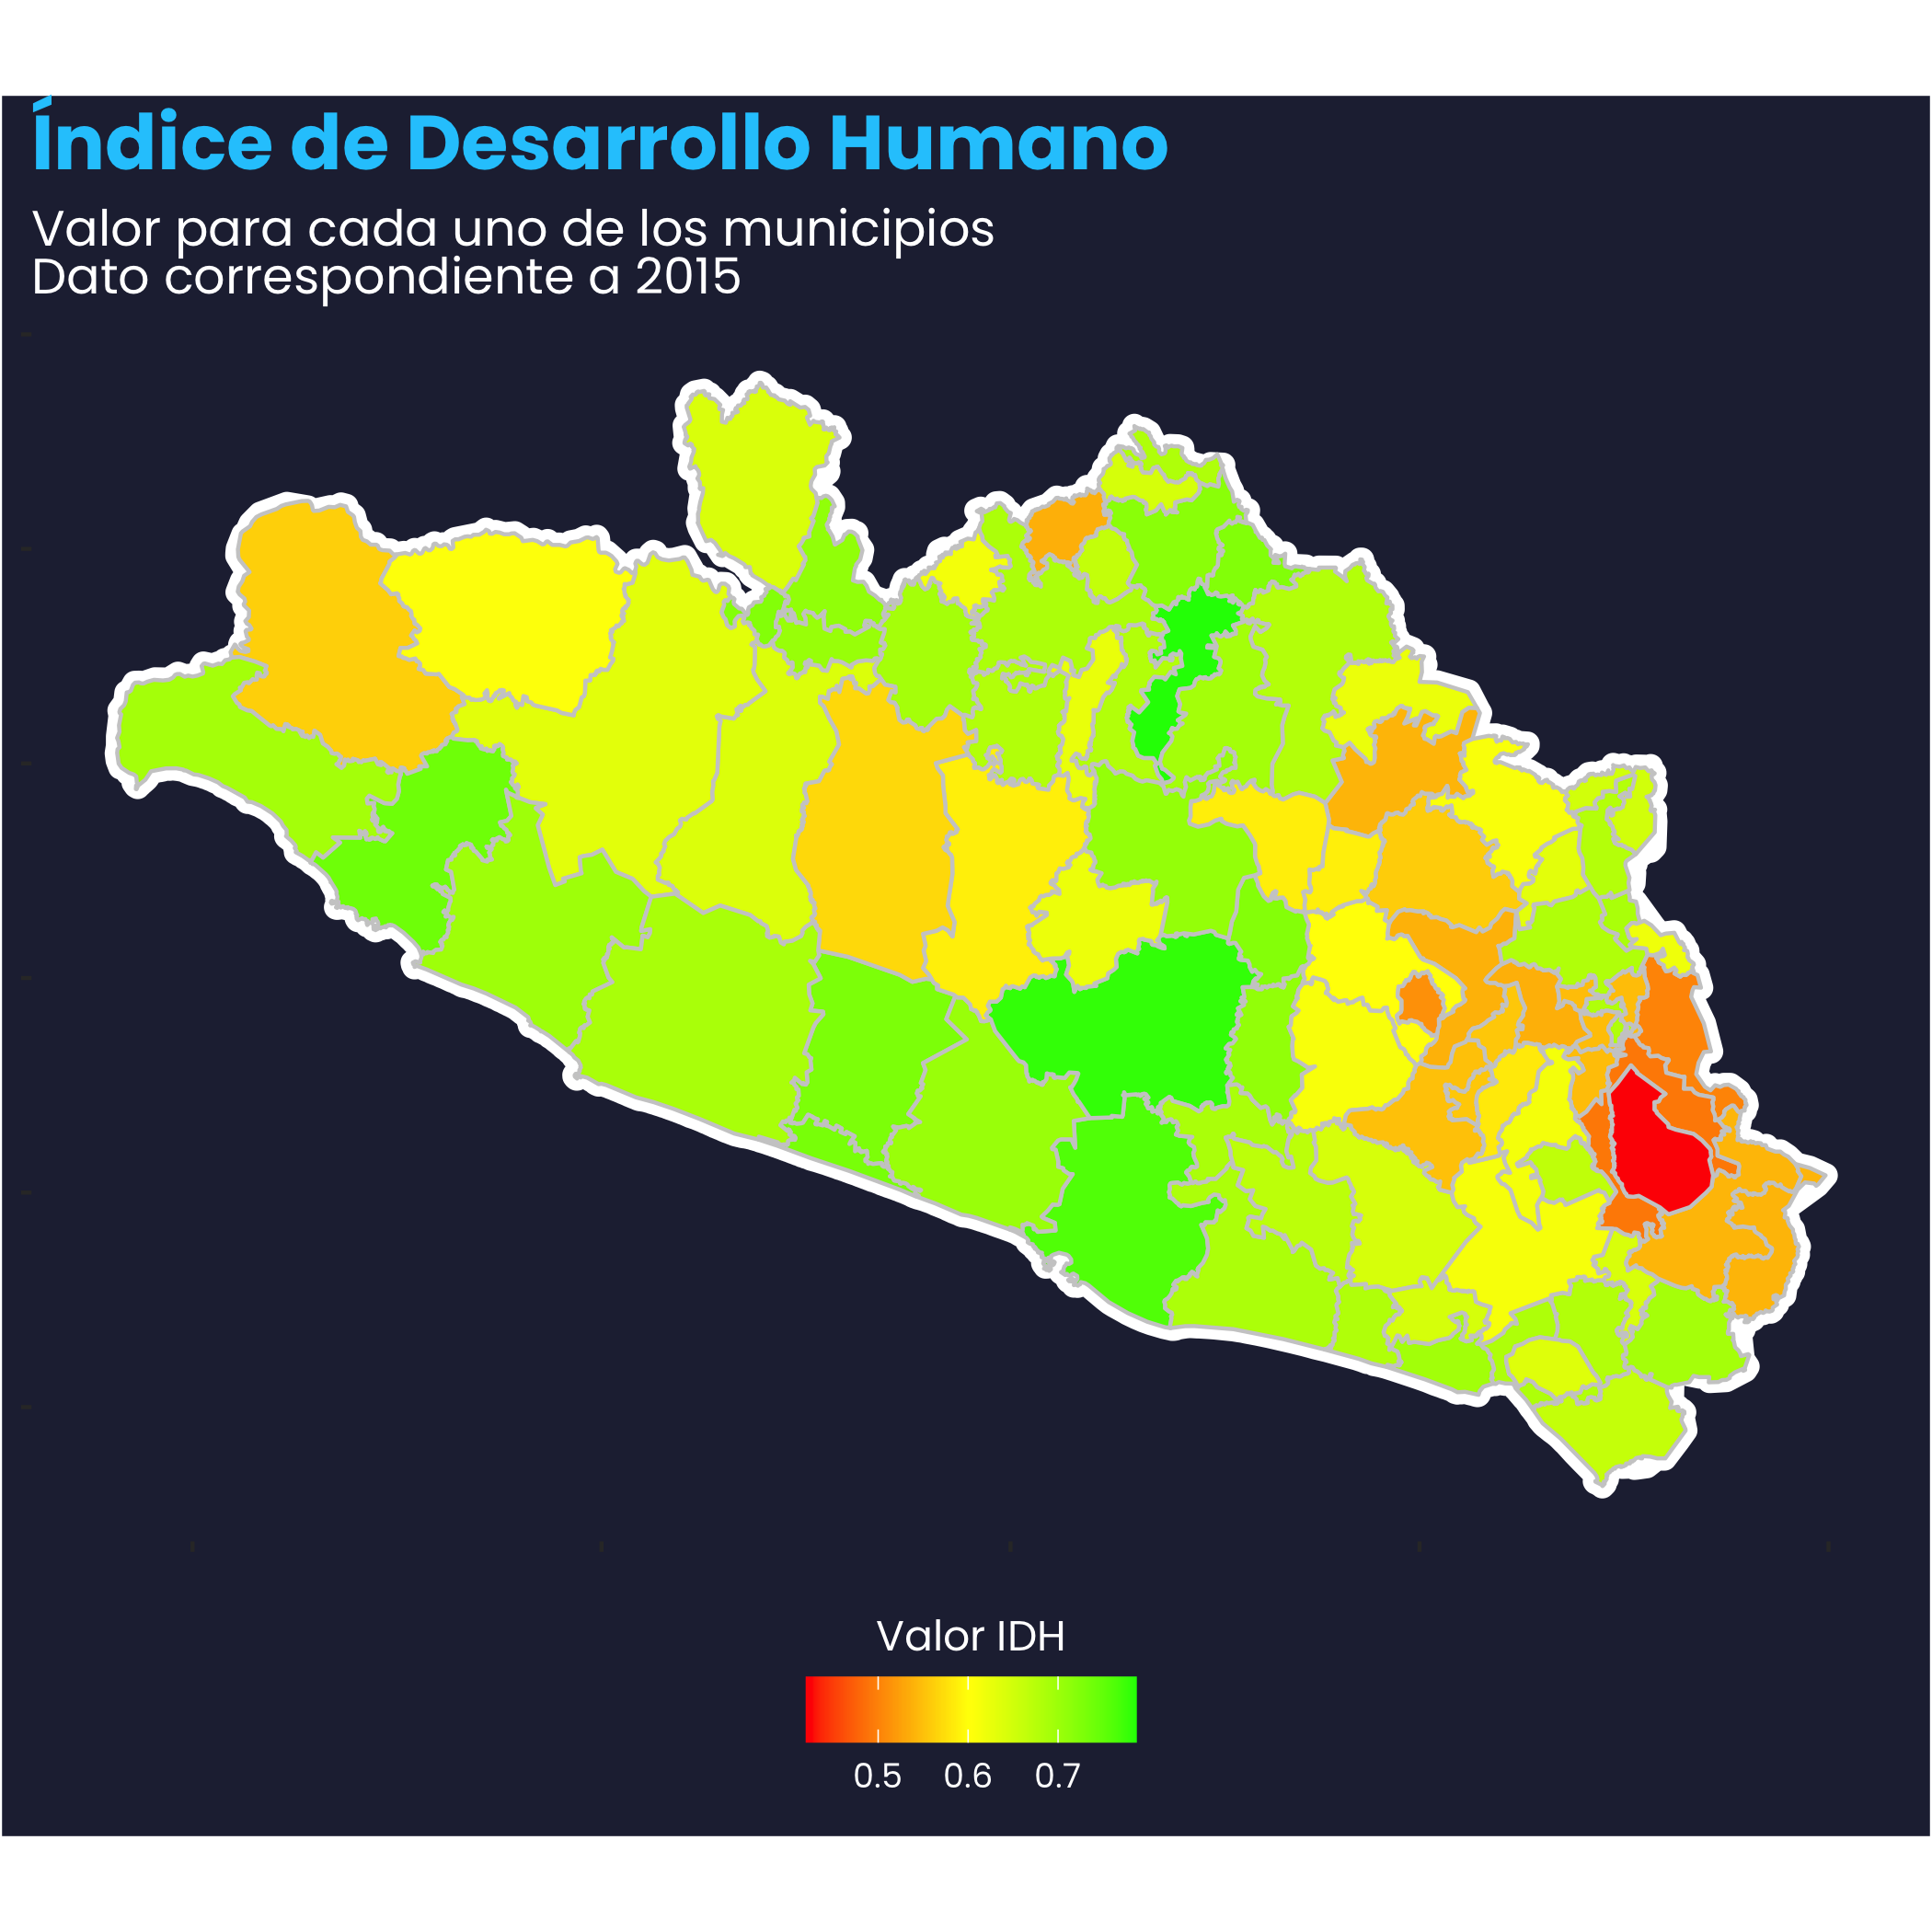 Índice de Desarrollo Humano
Valor para cada uno de los municipios
Dato correspondiente a 2015
Valor IDH
0.5 0.6 0.7